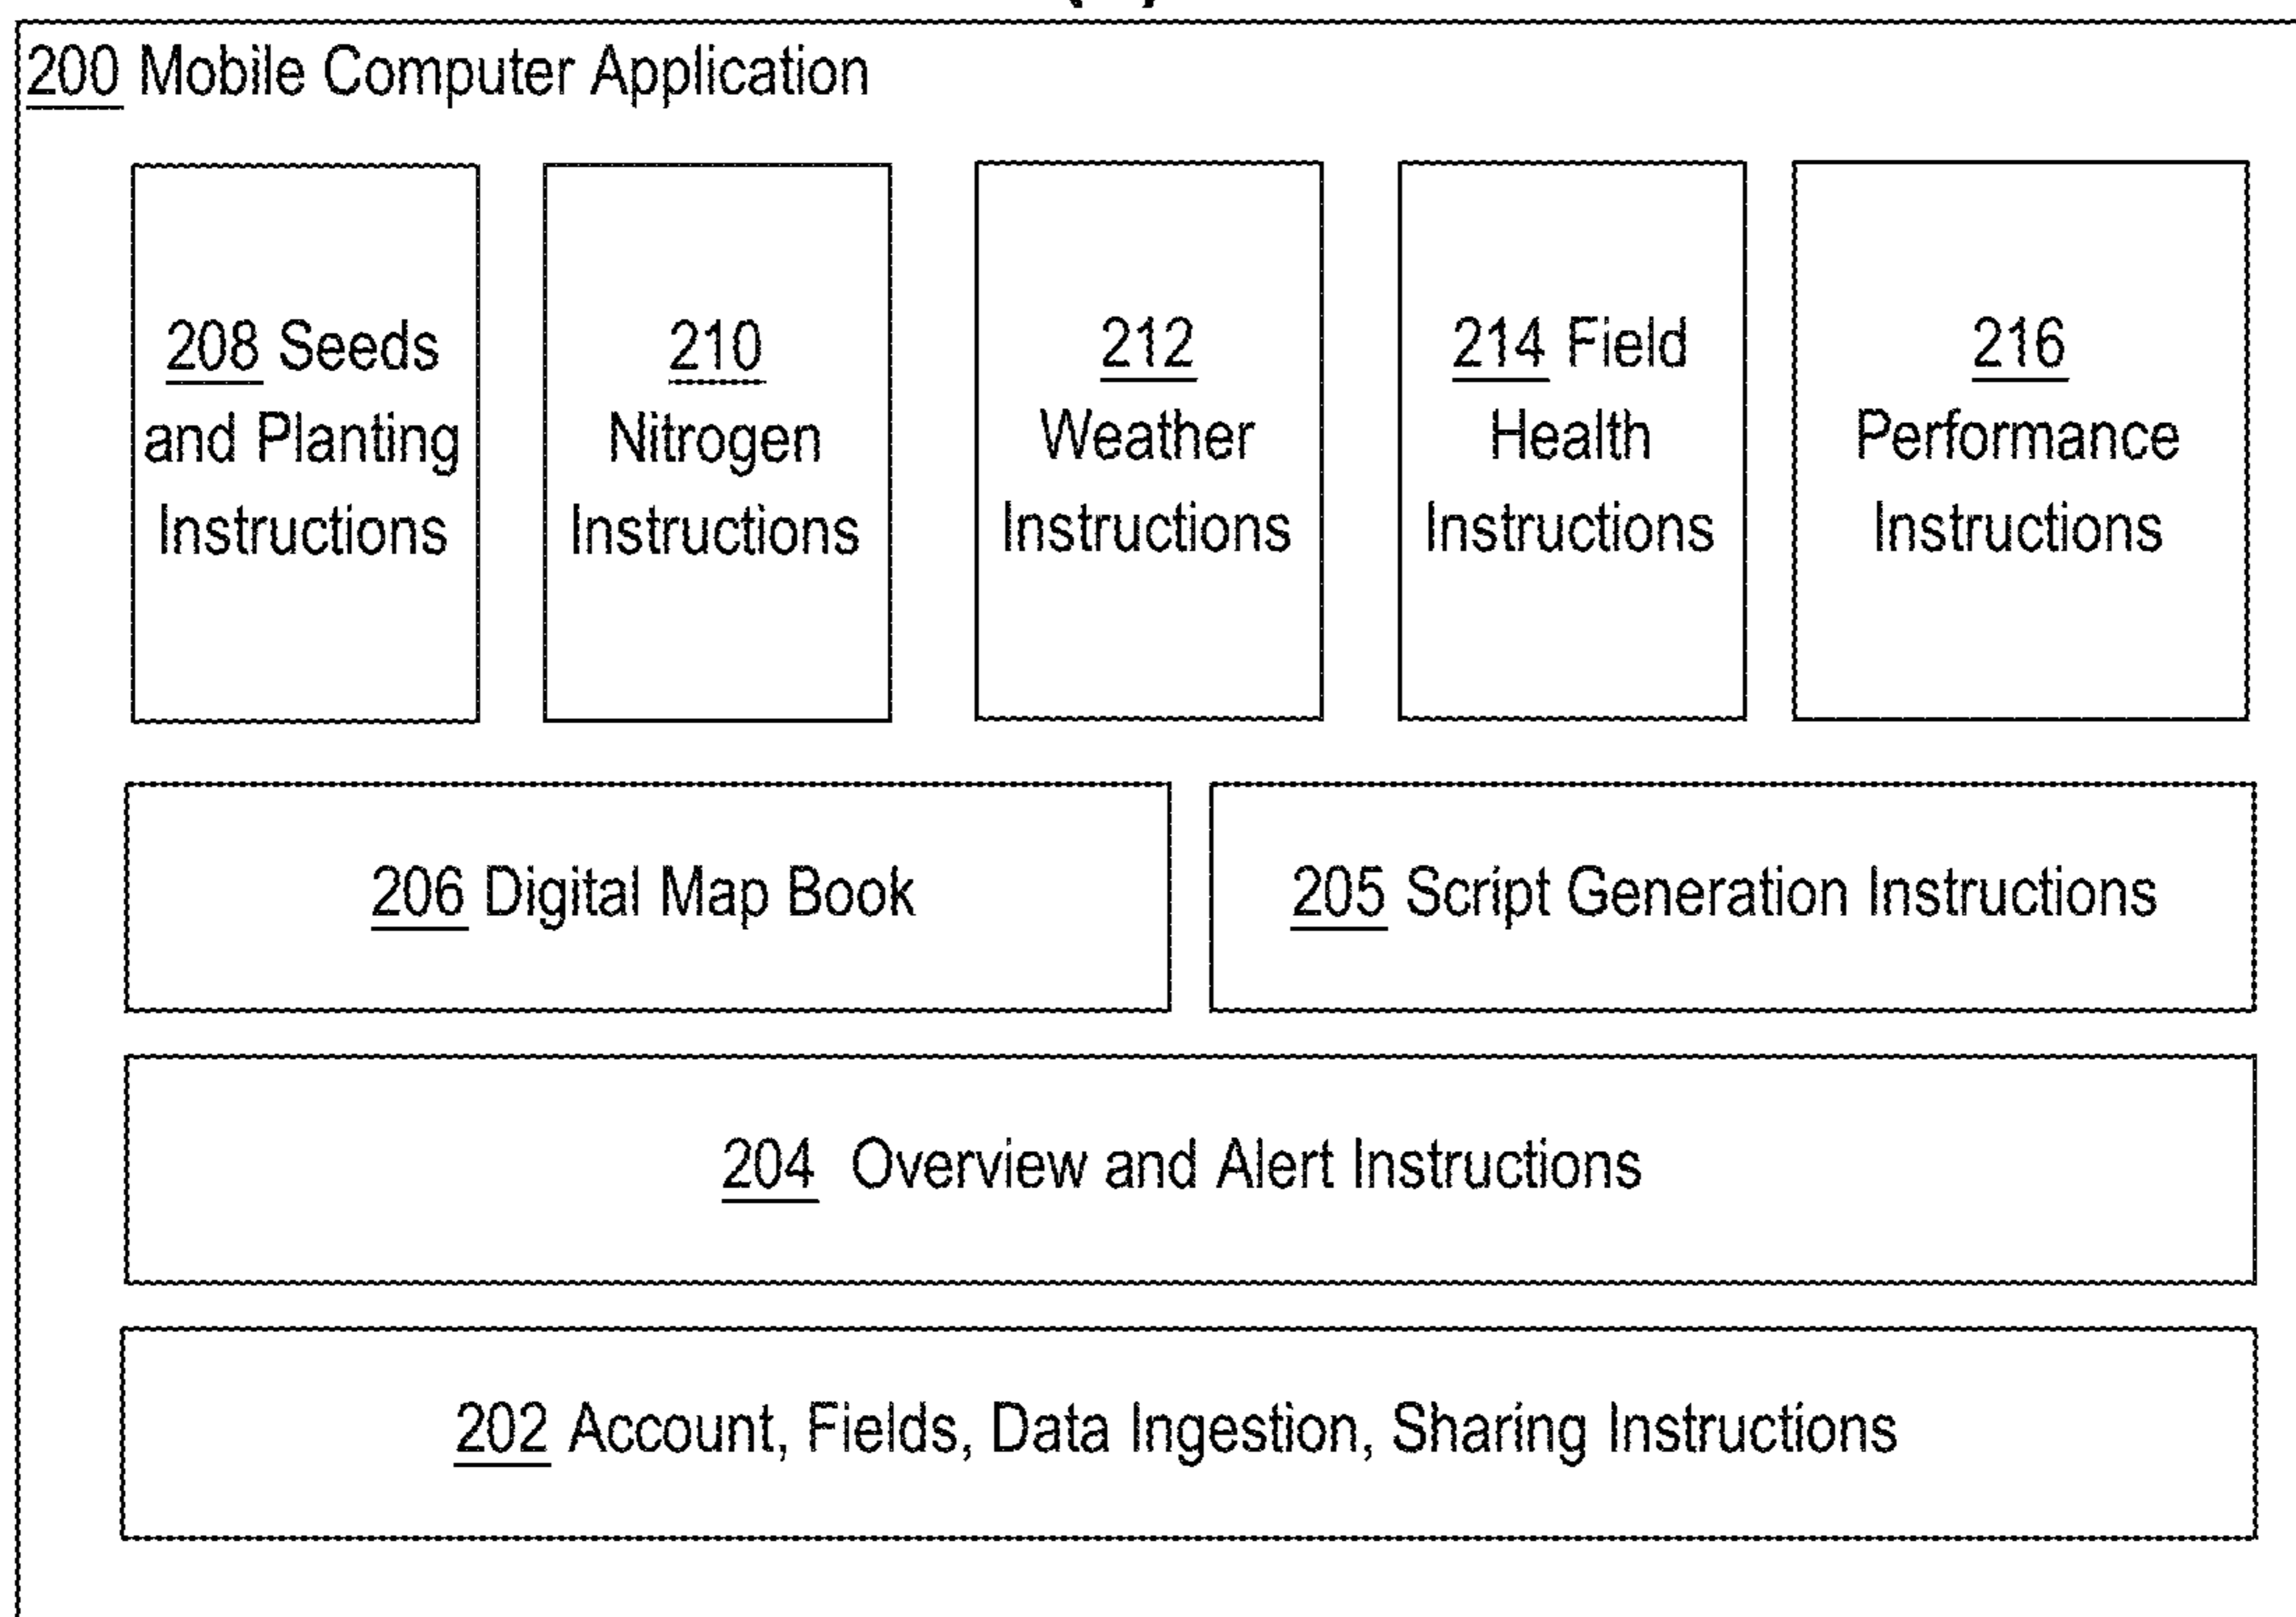 200 Mobile Computer Application
208 Seeds
and Planting
Instructions
210
Nitrogen
Instructions
212
Weather
Instructions
214 Field
Health
Instructions
216
Performance
Instructions
206 Digital Map Book
205 Script Generation Instructions
204 Overview and Alert Instructions
202 Account, Fields, Data Ingestion, Sharing Instructions